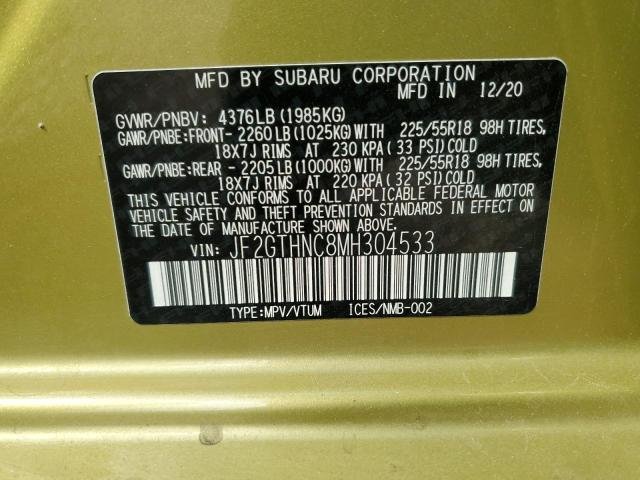 MFD BY SUBARU CORPORATION
MFD IN 12/20
GVWR/PNBV: 4376LB (1985KG)
GAWR/PNBE:FRONT- 2260 LB (1025KG) WITH 225/55R18 98H TIRES,
18X7J RIMS AT 230 KPA ( 33 PSI) COLD
GAWR/PNBE:REAR - 2205 LB (1000KG) WITH 225/55R18 98H TIRES,
18X7J RIMS AT 220 KPA ( 32 PSI) COLD
THIS VEHICLE CONFORMS TO ALL APPLICABLE FEDERAL MOTOR
VEHICLE SAFETY AND THEFT PREVENTION STANDARDS IN EFFECT ON
THE DATE OF MANUFACTURE SHOWN ABOVE.
VIN: JF2GTHNC8MH304533
TYPE:MPV/VTUM ICES/NMB-002